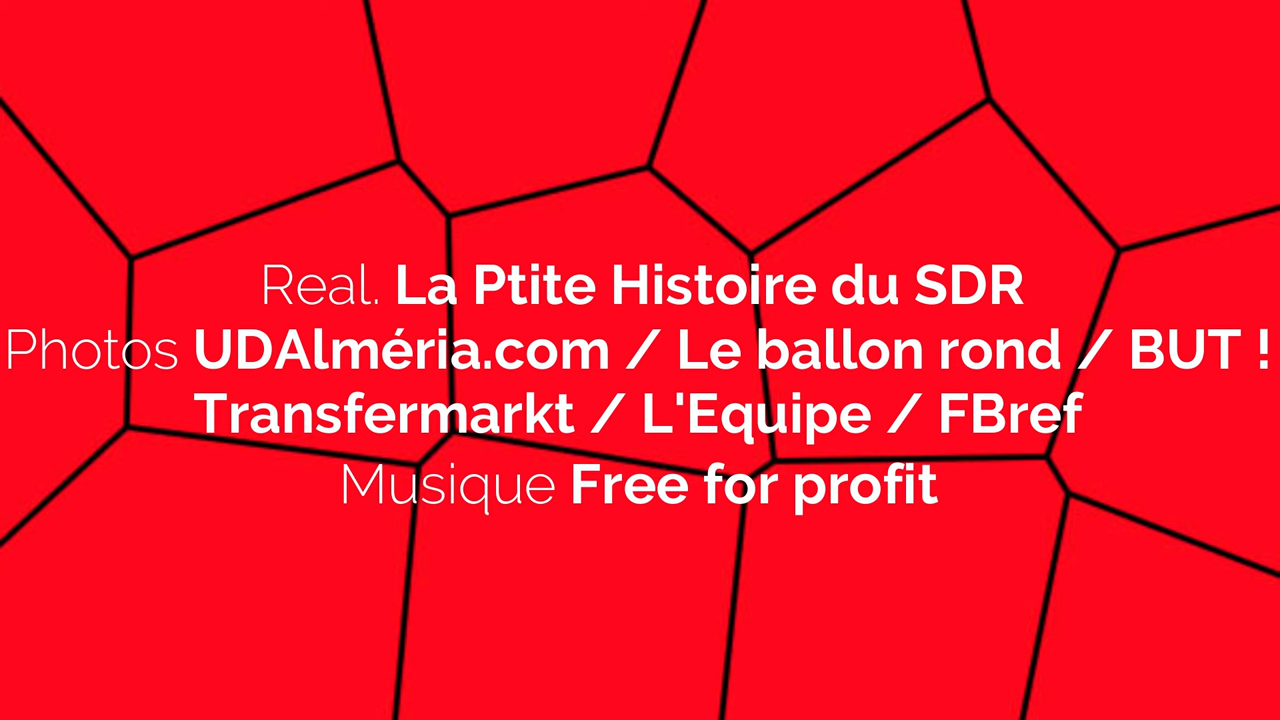 Real. La Ptite Histoire du SDR
Photos UDAlméria.com / Le ballon rond / BUT !
Transfermarkt / L'Equipe / FBref
Musique Free for profit